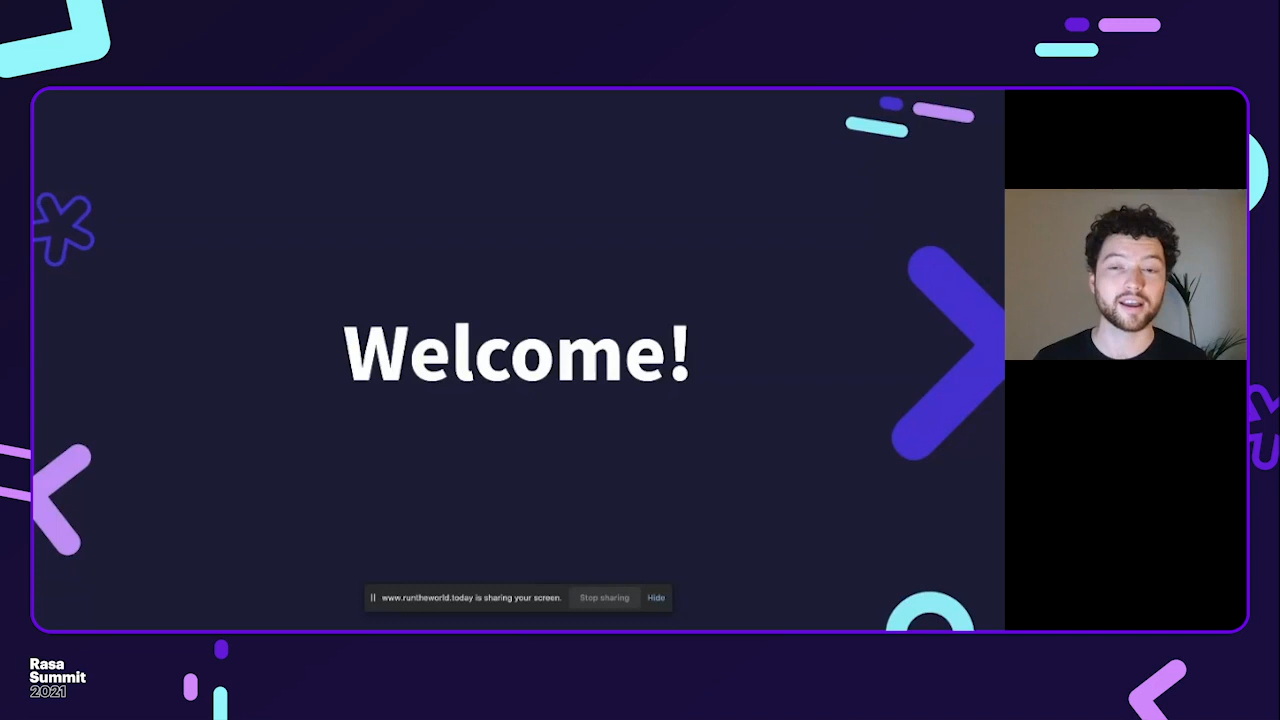 Welcome!
www.runtheworld.today is sharing your screen.
Stop sharing
Hide
Rasa
Summit
2021